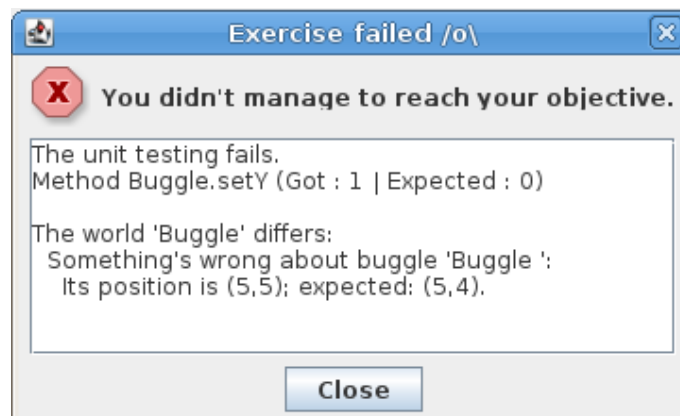 Exercise failed /o\
X
You didn't manage to reach your objective.
The unit testing fails.
Method Buggle.setY (Got : 1 | Expected : 0)
The world 'Buggle' differs:
Something's wrong about buggle 'Buggle ':
Its position is (5,5); expected: (5,4).
Close